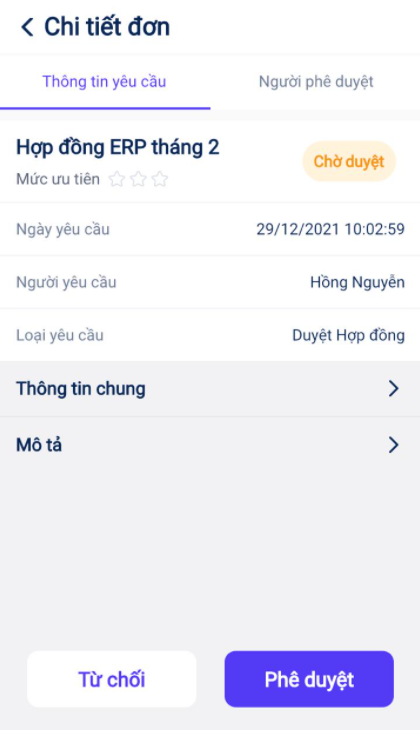 Chi tiết đơn
Thông tin yêu cầu
Người phê duyệt
Hợp đồng ERP tháng 2
Chờ duyệt
Mức ưu tiên
Ngày yêu cầu 29/12/2021 10:02:59
Người yêu cầu Hồng Nguyễn
Loại yêu cầu Duyệt Hợp đồng
Thông tin chung
Mô tả
Từ chối
Phê duyệt